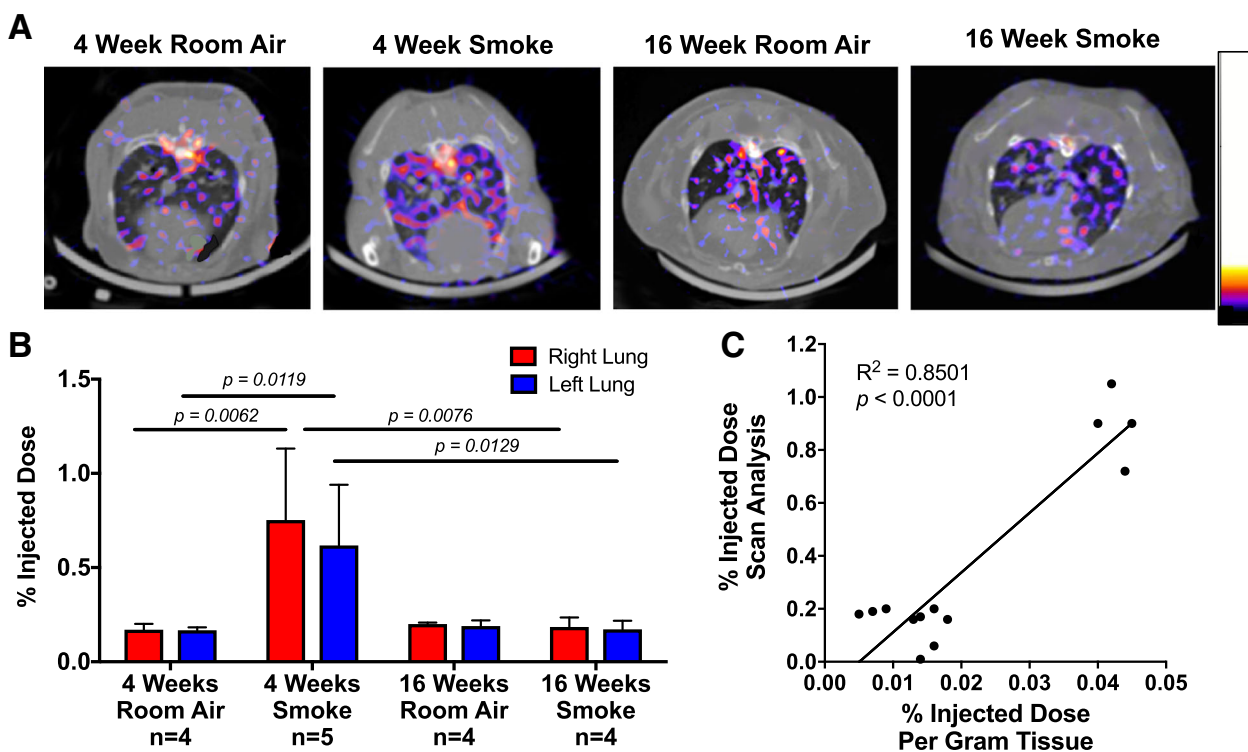 A
4 Week Room Air
4 Week Smoke
16 Week Room Air
16 Week Smoke
B
Right Lung
Left Lung
% Injected Dose
1.5
1.0
0.5
0.0
p = 0.0119
p = 0.0062
p = 0.0076
p = 0.0129
4 Weeks
Room Air
n=4
4 Weeks
Smoke
n=5
16 Weeks
Room Air
n=4
16 Weeks
Smoke
n=4
C
R² = 0.8501
p < 0.0001
% Injected Dose
Scan Analysis
1.2
1.0
0.8
0.6
0.4
0.2
0.0
0.00
0.01
0.02
0.03
0.04
0.05
% Injected Dose
Per Gram Tissue